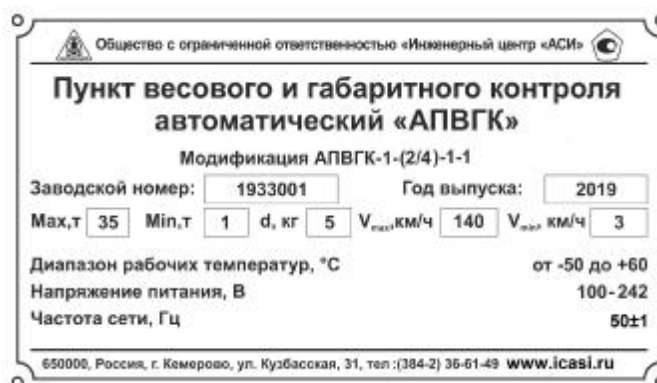 Общество с ограниченной ответственностью «Инженерный центр «АСИ»
Пункт весового и габаритного контроля
автоматический «АПВГК»
Модификация АПВГК-1-(2/4)-1-1
Заводской номер: 1933001 Год выпуска: 2019
Max,т 35 Min,т 1 d, кг 5 Vmax,км/ч 140 Vmin, км/ч 3
Диапазон рабочих температур, °С от -50 до +60
Напряжение питания, В 100-242
Частота сети, Гц 50±1
650000, Россия, г. Кемерово, ул. Кузбасская, 31, тел:(384-2) 36-61-49 www.icasi.ru